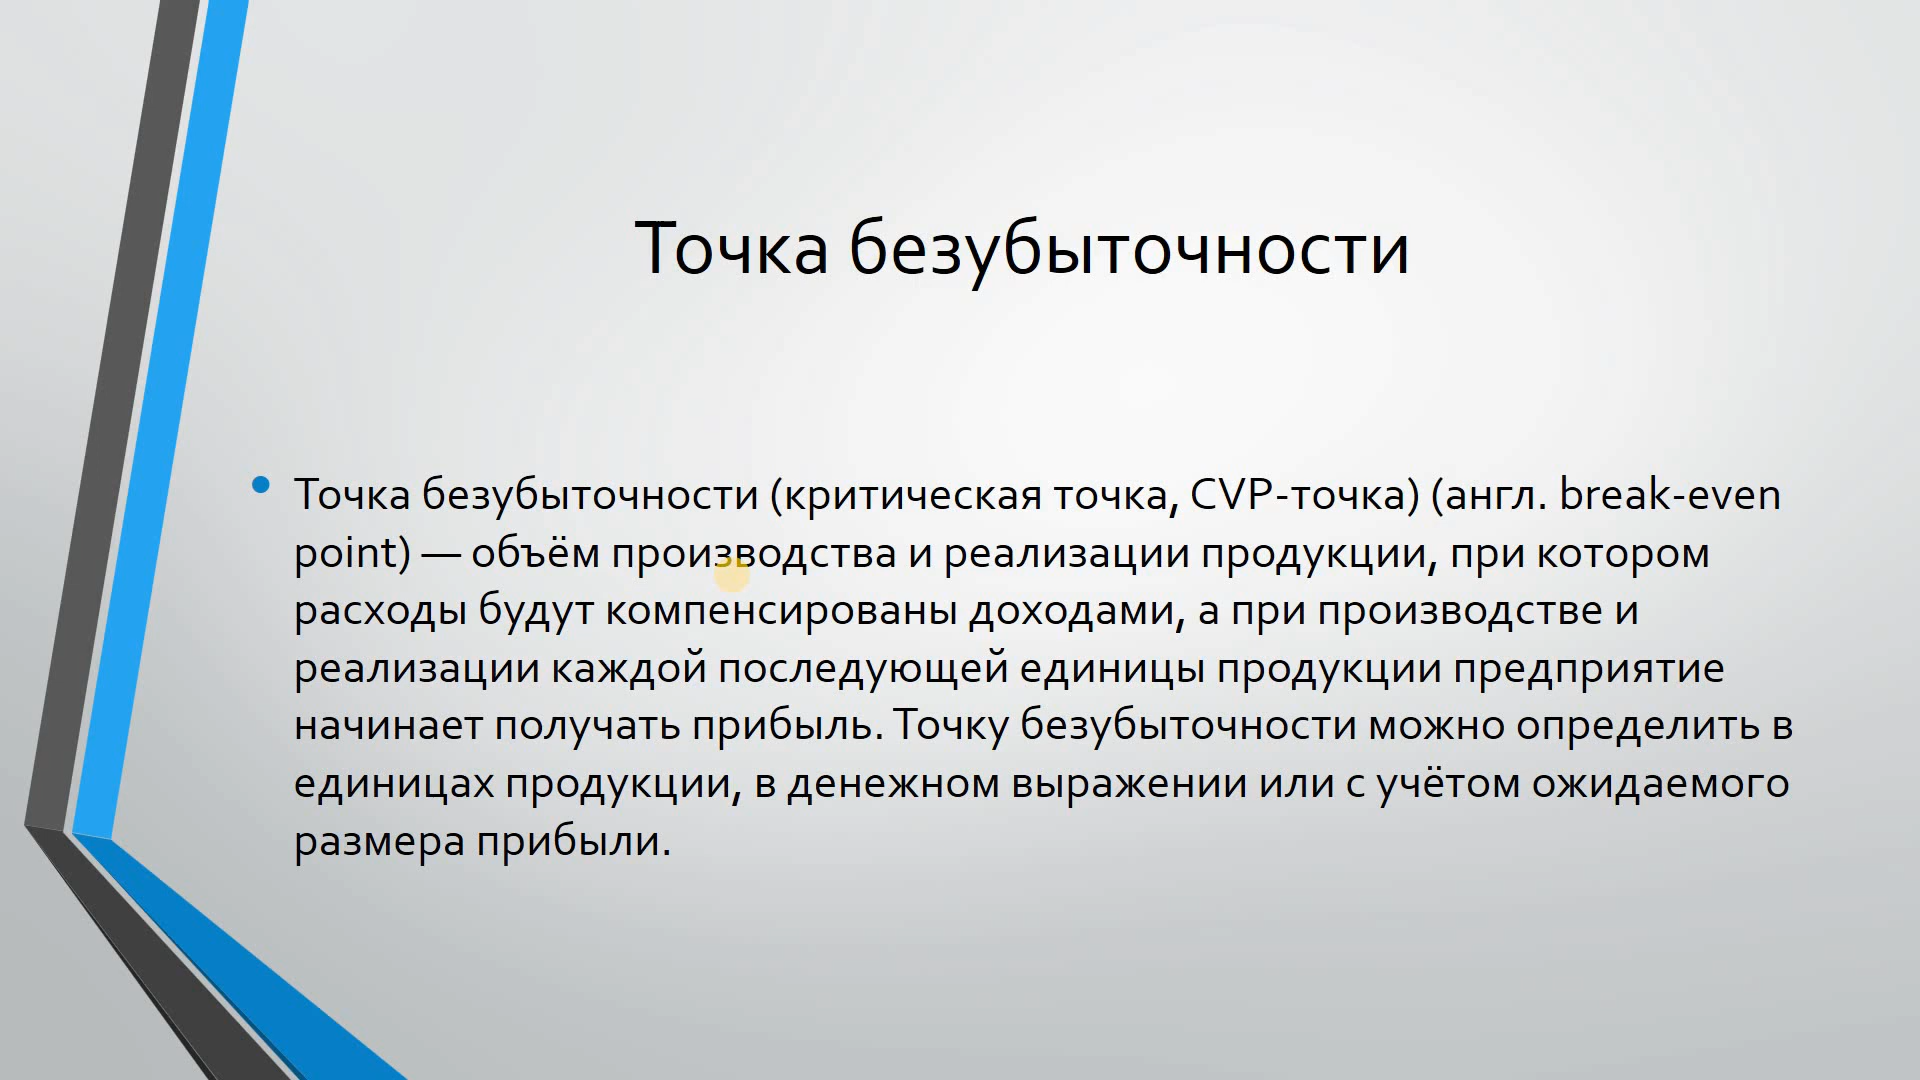 Точка безубыточности
• Точка безубыточности (критическая точка, CVP-точка) (англ. break-even
point) — объём производства и реализации продукции, при котором
расходы будут компенсированы доходами, а при производстве и
реализации каждой последующей единицы продукции предприятие
начинает получать прибыль. Точку безубыточности можно определить в
единицах продукции, в денежном выражении или с учётом ожидаемого
размера прибыли.